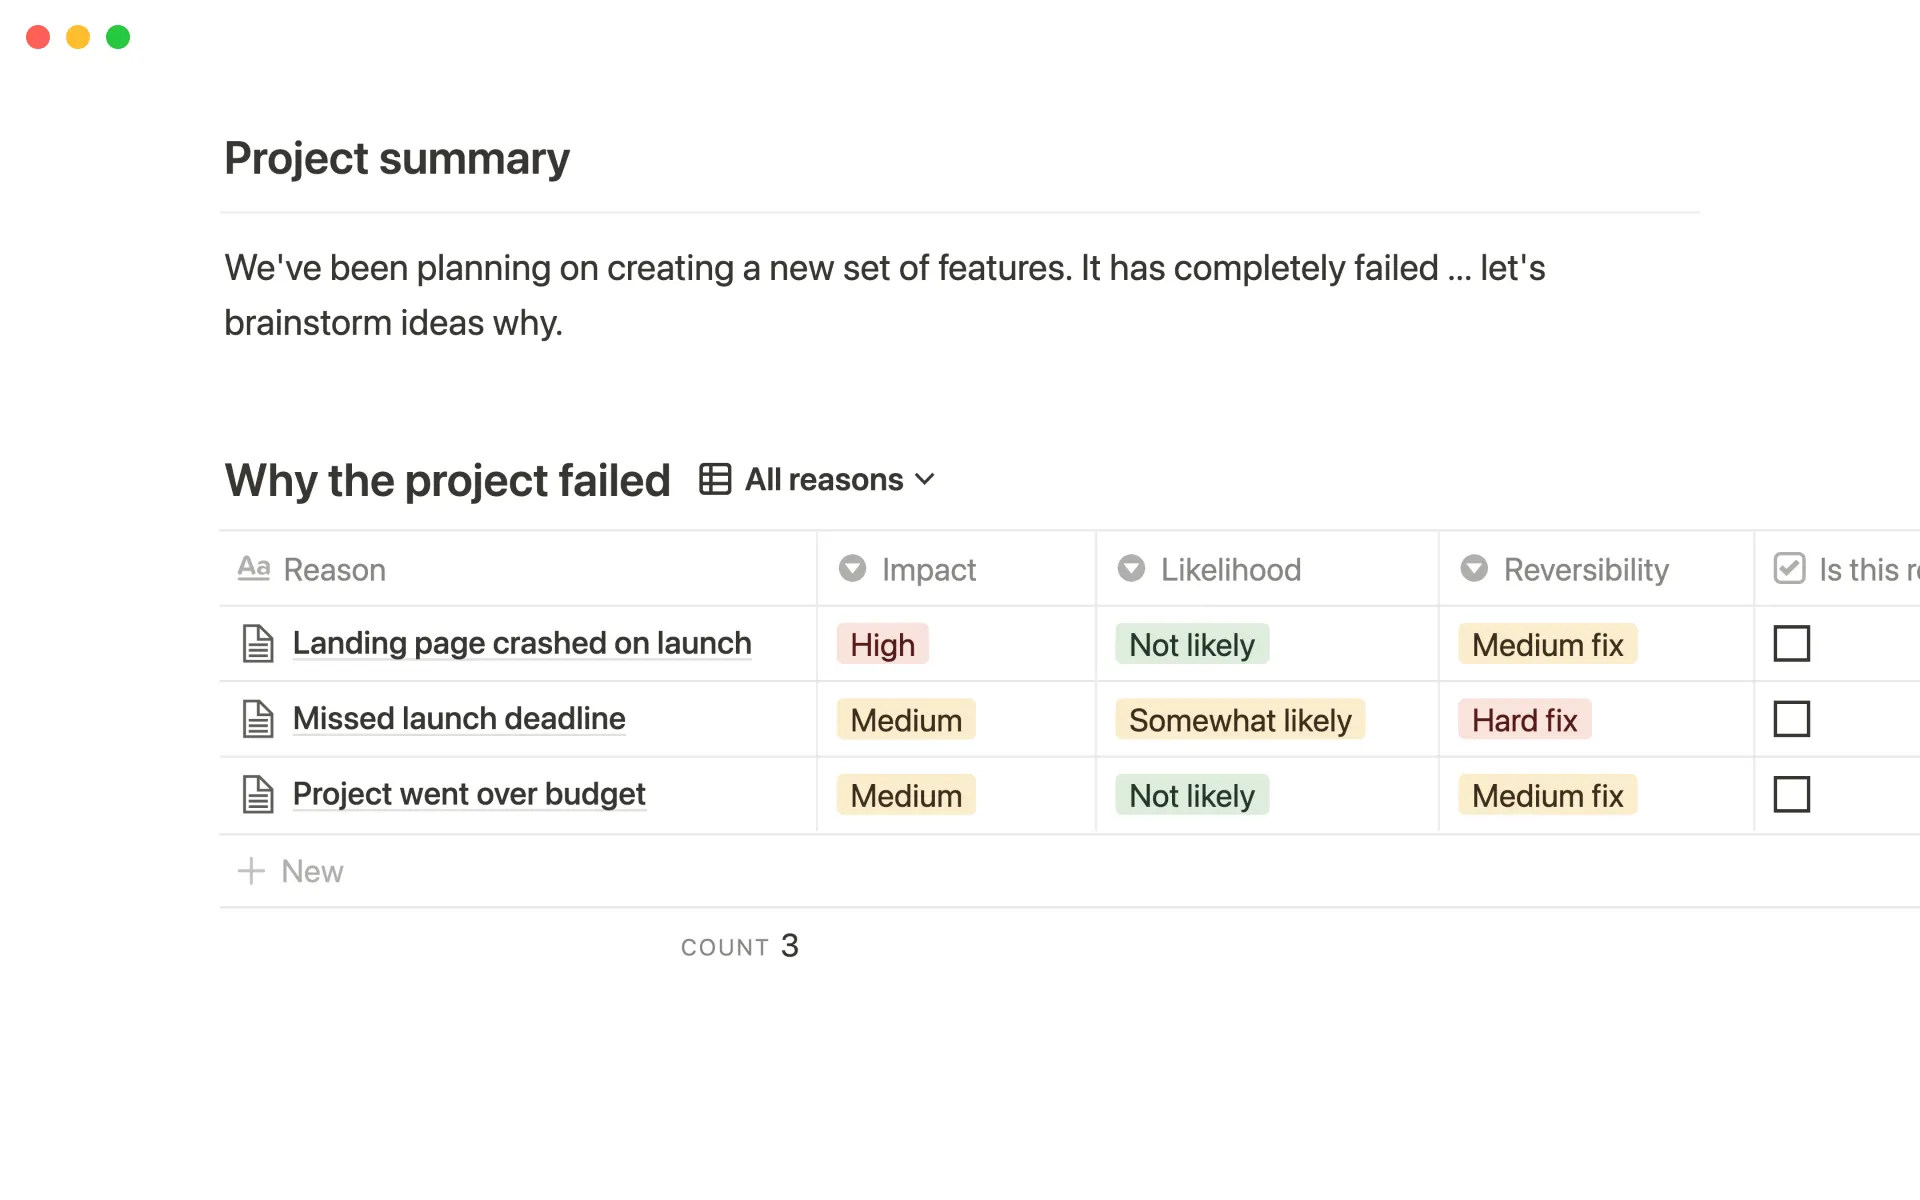 Project summary
We've been planning on creating a new set of features. It has completely failed ... let's
brainstorm ideas why.
Why the project failed All reasons
Aa Reason Impact Likelihood Reversibility Is this
Landing page crashed on launch High Not likely Medium fix
Missed launch deadline Medium Somewhat likely Hard fix
Project went over budget Medium Not likely Medium fix
+ New
COUNT 3